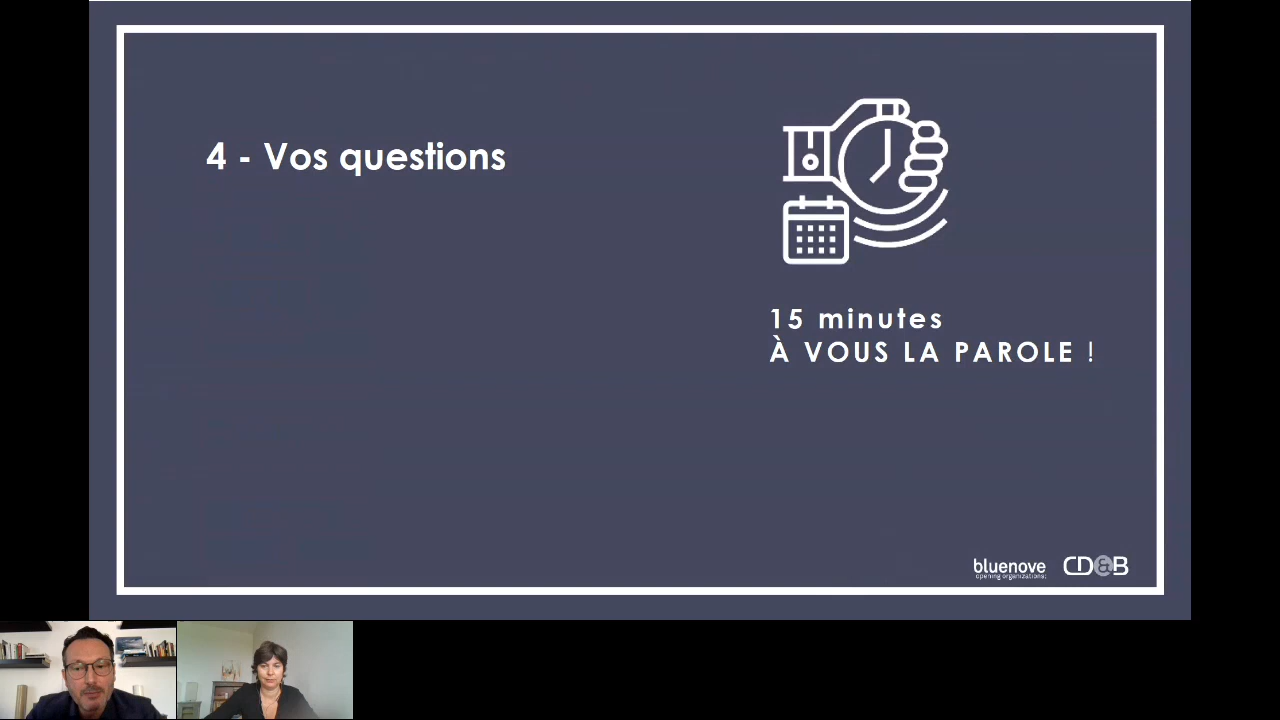 4 - Vos questions
15 minutes
À VOUS LA PAROLE !
bluenove
opening organizations.
CD&B